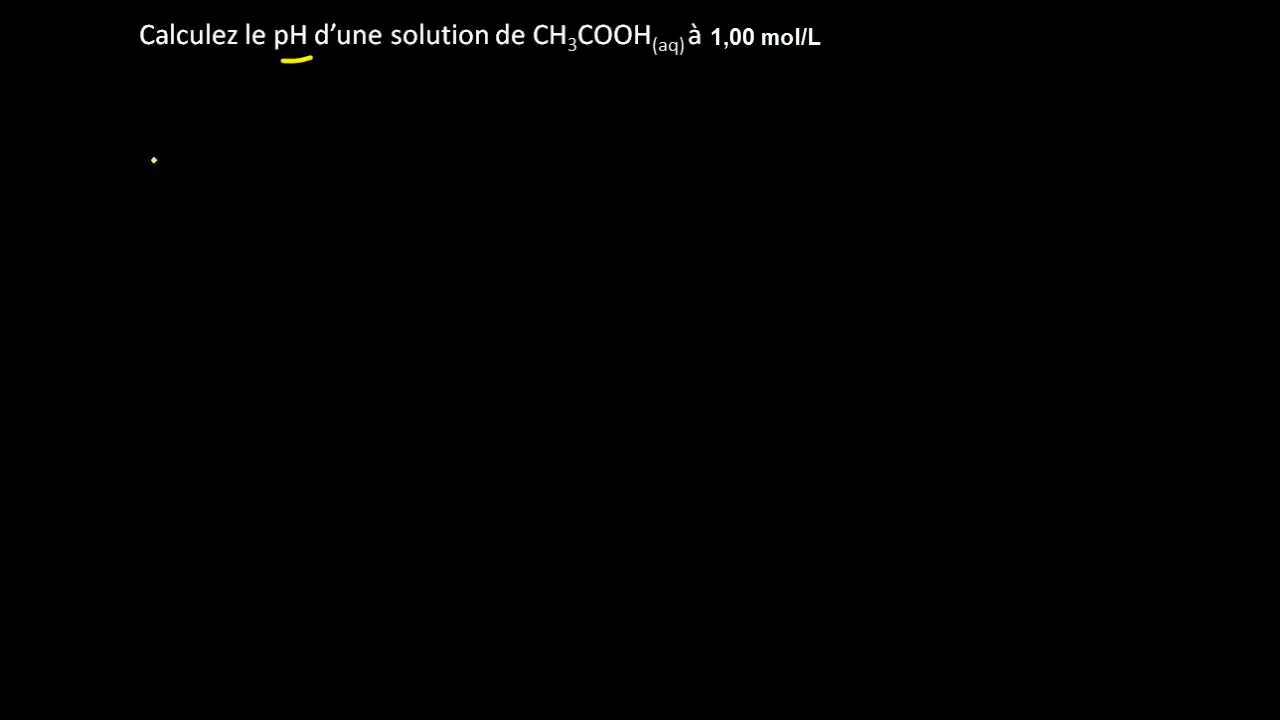 Calculez le pH d’une solution de CH₃COOH₍aq₎ à 1,00 mol/L